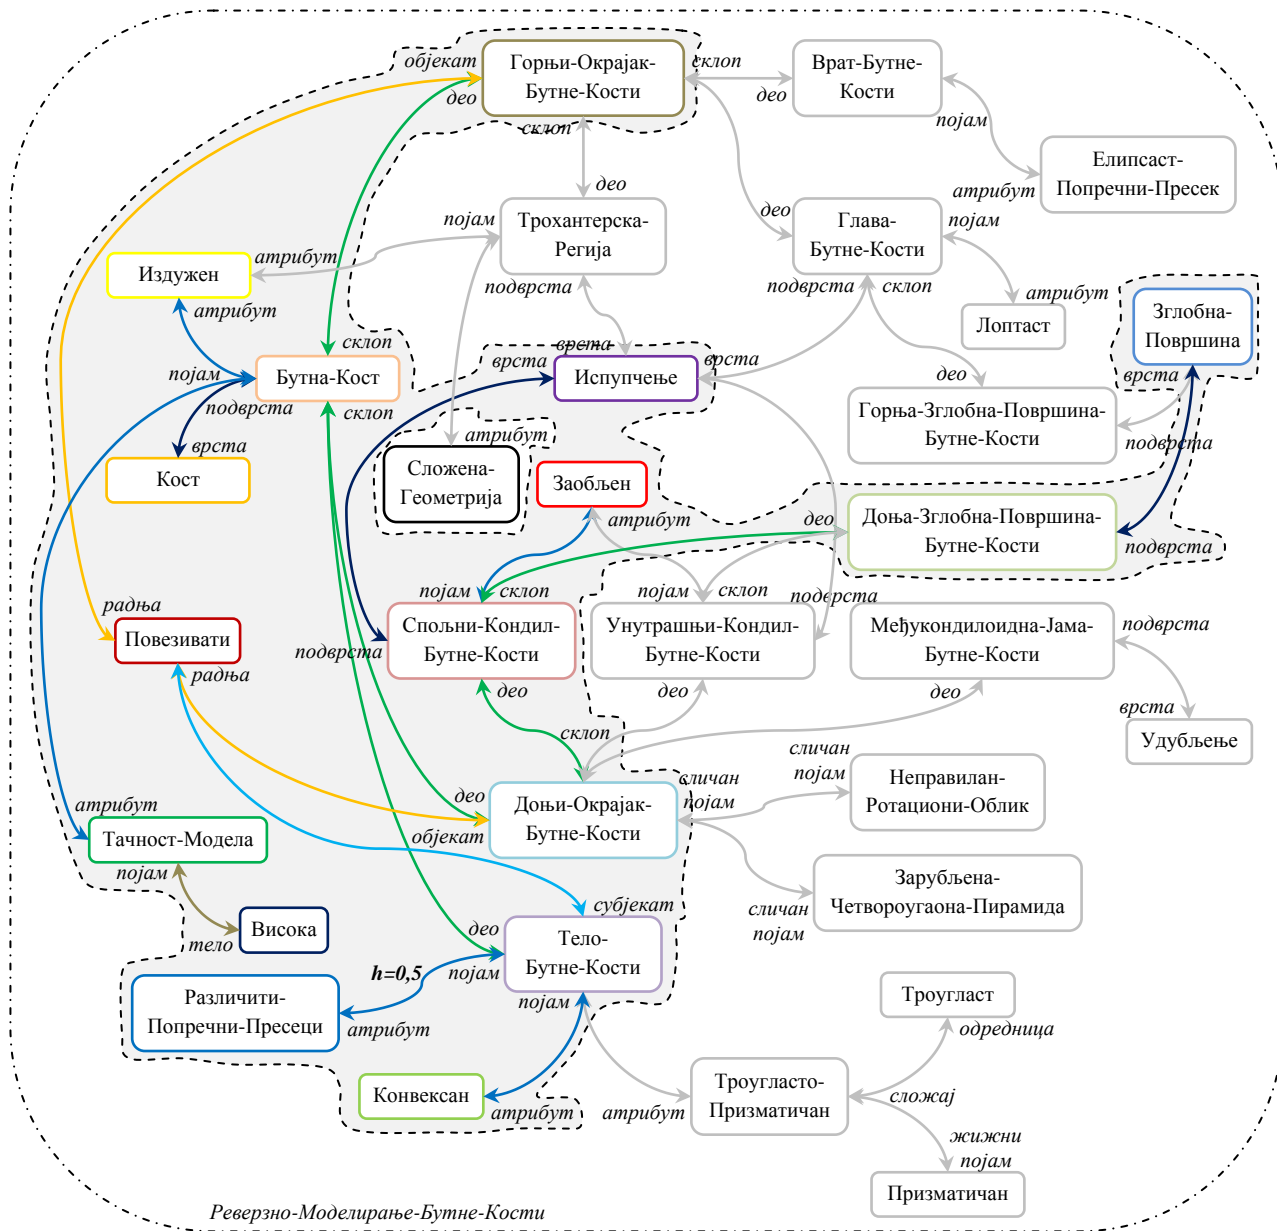 објекат
Горњи-Окрајак-
Бутне-Кости
део
склоп
склоп
део
Врат-Бутне-
Кости
појам
Елипсаст-
Попречни-Пресек
атрибут
део
појам
Трохантерска-
Регија
подврста
део
Глава-
Бутне-Кости
појам
подврста
склоп
атрибут
Издужен
атрибут
атрибут
Лоптаст
Зглобна-
Површина
врста
склоп
појам
Бутна-Кост
подврста
склоп
врста
врста
Испупчење
врста
део
Горња-Зглобна-Површина-
Бутне-Кости
подврста
врста
Кост
атрибут
Сложена-
Геометрија
Заобљен
атрибут
део
Доња-Зглобна-Површина-
Бутне-Кости
подврста
радња
Повезивати
радња
појам
склоп
Спољни-Кондил-
Бутне-Кости
подврста
део
појам
склоп
Унутрашњи-Кондил-
Бутне-Кости
подврста
део
Међукондилоидна-Јама-
Бутне-Кости
подврста
део
врста
Удубљење
склоп
сличан
појам
сличан
појам
Неправилан-
Ротациони-Облик
део
Доњи-Окрајак-
Бутне-Кости
објекат
атрибут
Тачност-Модела
појам
Зарубљена-
Четвороугаона-Пирамида
сличан
појам
тело
Висока
субјекат
део
Тело-
Бутне-Кости
појам
појам
h=0,5
Различити-
Попречни-Пресеци
атрибут
Троугласт
одредница
Конвексан
атрибут
атрибут
Троугласто-
Призматичан
сложај
жижни
појам
Призматичан
Реверзно-Моделирање-Бутне-Кости